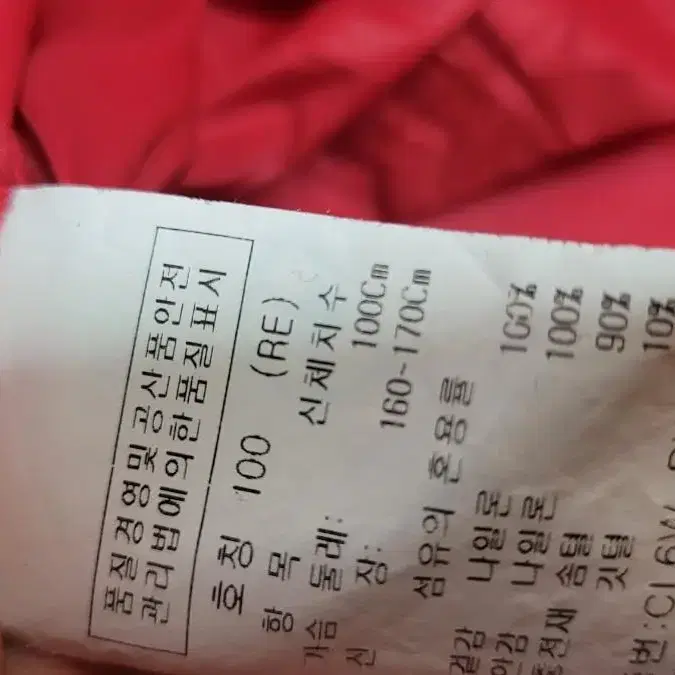 품질경영및공산품안전
관리법에의한품질표시
호칭 100 (RE)
항 목 신체치수
가슴 둘레: 100Cm
신 장: 160~170Cm
섬유의 혼용률
겉감 나일론 100%
안감 나일론 100%
충전재 솜털 90%
깃털 10%